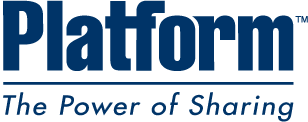 Platform™
The Power of Sharing